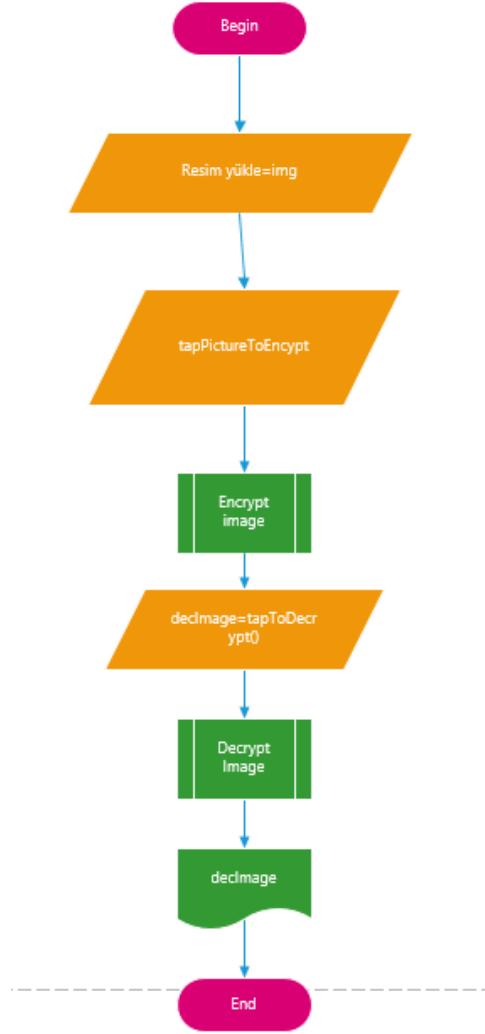 Begin
Resim yükle=img
tapPictureToEncypt
Encrypt
image
decImage=tapToDecr
ypt()
Decrypt
Image
decImage
End